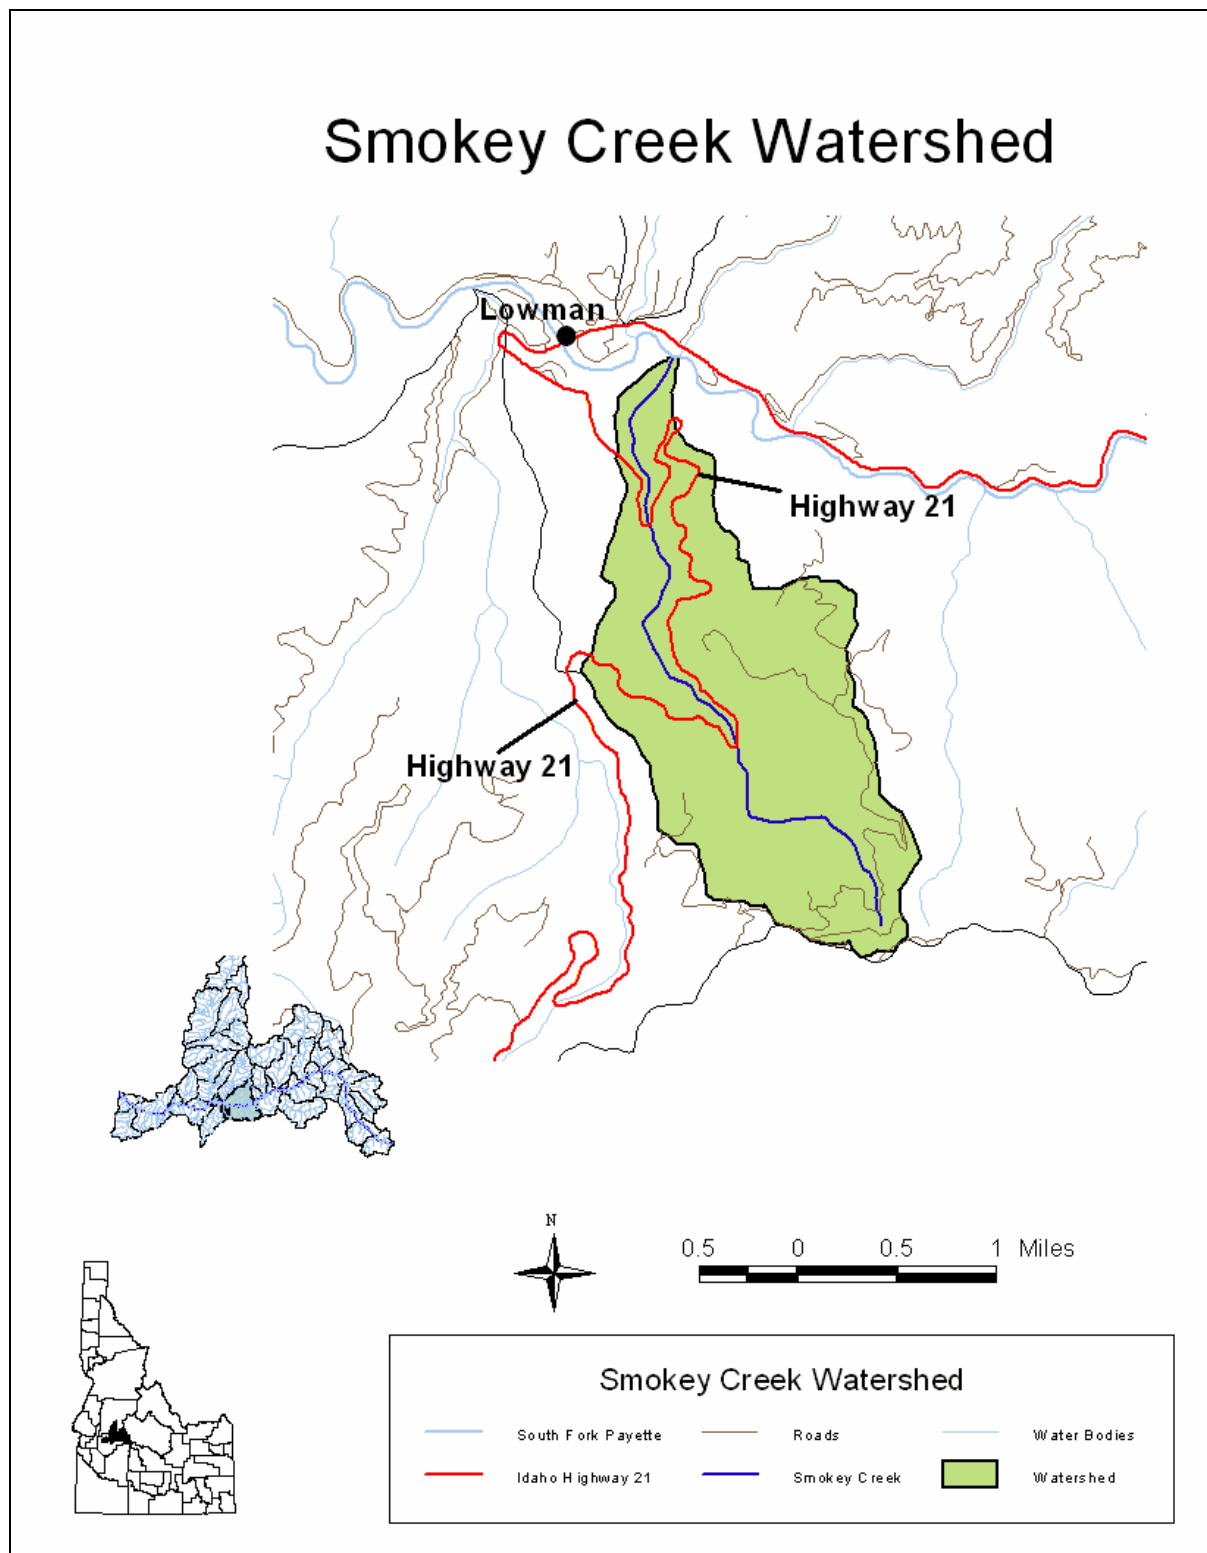 Smokey Creek Watershed
Lowman
Highway 21
Highway 21
N
0.5 0 0.5 1 Miles
Smokey Creek Watershed
South Fork Payette Roads Water Bodies
Idaho Highway 21 Smokey Creek Watershed